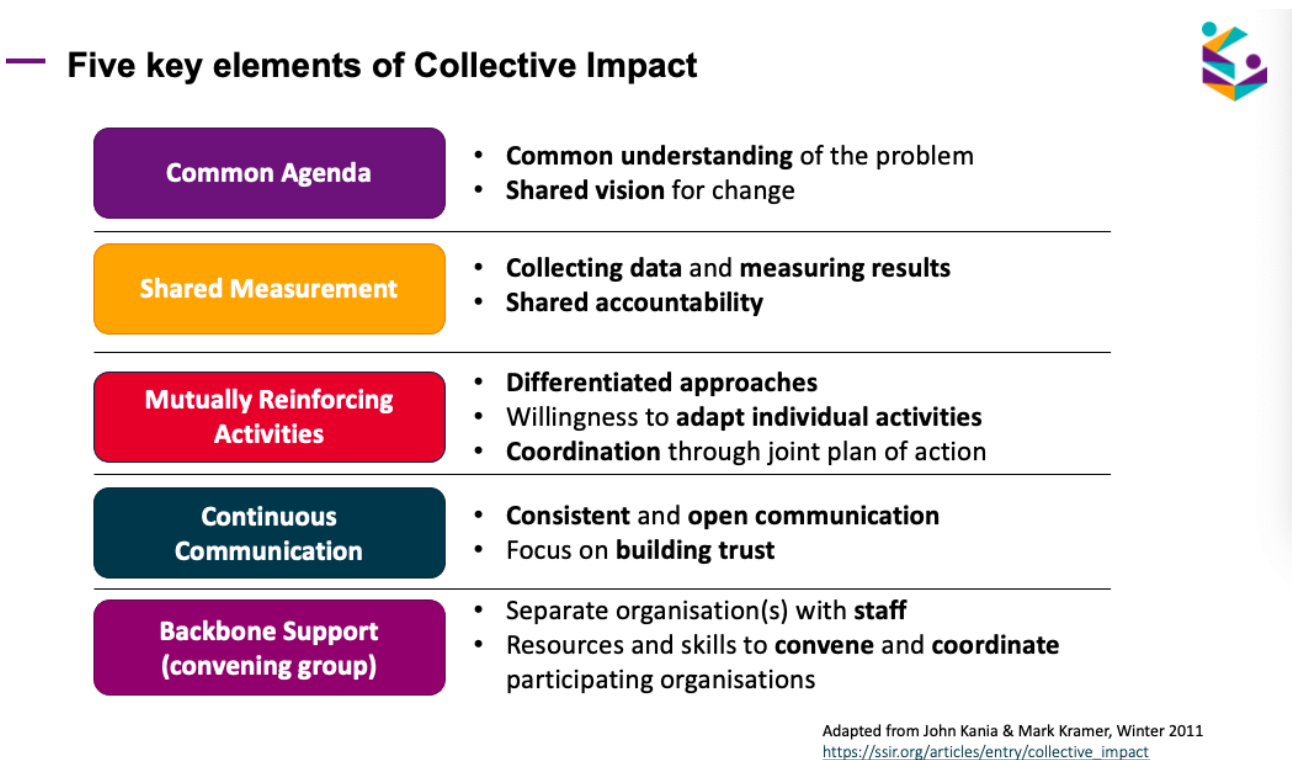 Five key elements of Collective Impact
Common Agenda
• Common understanding of the problem
• Shared vision for change
Shared Measurement
• Collecting data and measuring results
• Shared accountability
Mutually Reinforcing
Activities
• Differentiated approaches
• Willingness to adapt individual activities
• Coordination through joint plan of action
Continuous
Communication
• Consistent and open communication
• Focus on building trust
Backbone Support
(convening group)
• Separate organisation(s) with staff
• Resources and skills to convene and coordinate
participating organisations
Adapted from John Kania & Mark Kramer, Winter 2011
https://ssir.org/articles/entry/collective_impact